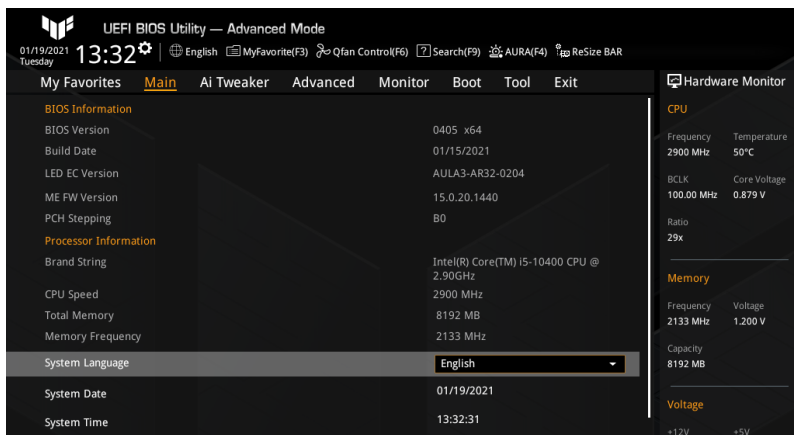 UEFI BIOS Utility — Advanced Mode
01/19/2021
Tuesday
13:32
English
MyFavorite(F3)
Qfan Control(F6)
? Search(F9)
AURA(F4)
ReSize BAR
My Favorites Main Ai Tweaker Advanced Monitor Boot Tool Exit
BIOS Information
BIOS Version 0405 x64
Build Date 01/15/2021
LED EC Version AULA3-AR32-0204
ME FW Version 15.0.20.1440
PCH Stepping B0
Processor Information
Brand String Intel(R) Core(TM) i5-10400 CPU @
2.90GHz
CPU Speed 2900 MHz
Total Memory 8192 MB
Memory Frequency 2133 MHz
System Language English
System Date 01/19/2021
System Time 13:32:31
Hardware Monitor
CPU
Frequency Temperature
2900 MHz 50°C
BCLK Core Voltage
100.00 MHz 0.879 V
Ratio
29x
Memory
Frequency Voltage
2133 MHz 1.200 V
Capacity
8192 MB
Voltage
+12V +5V